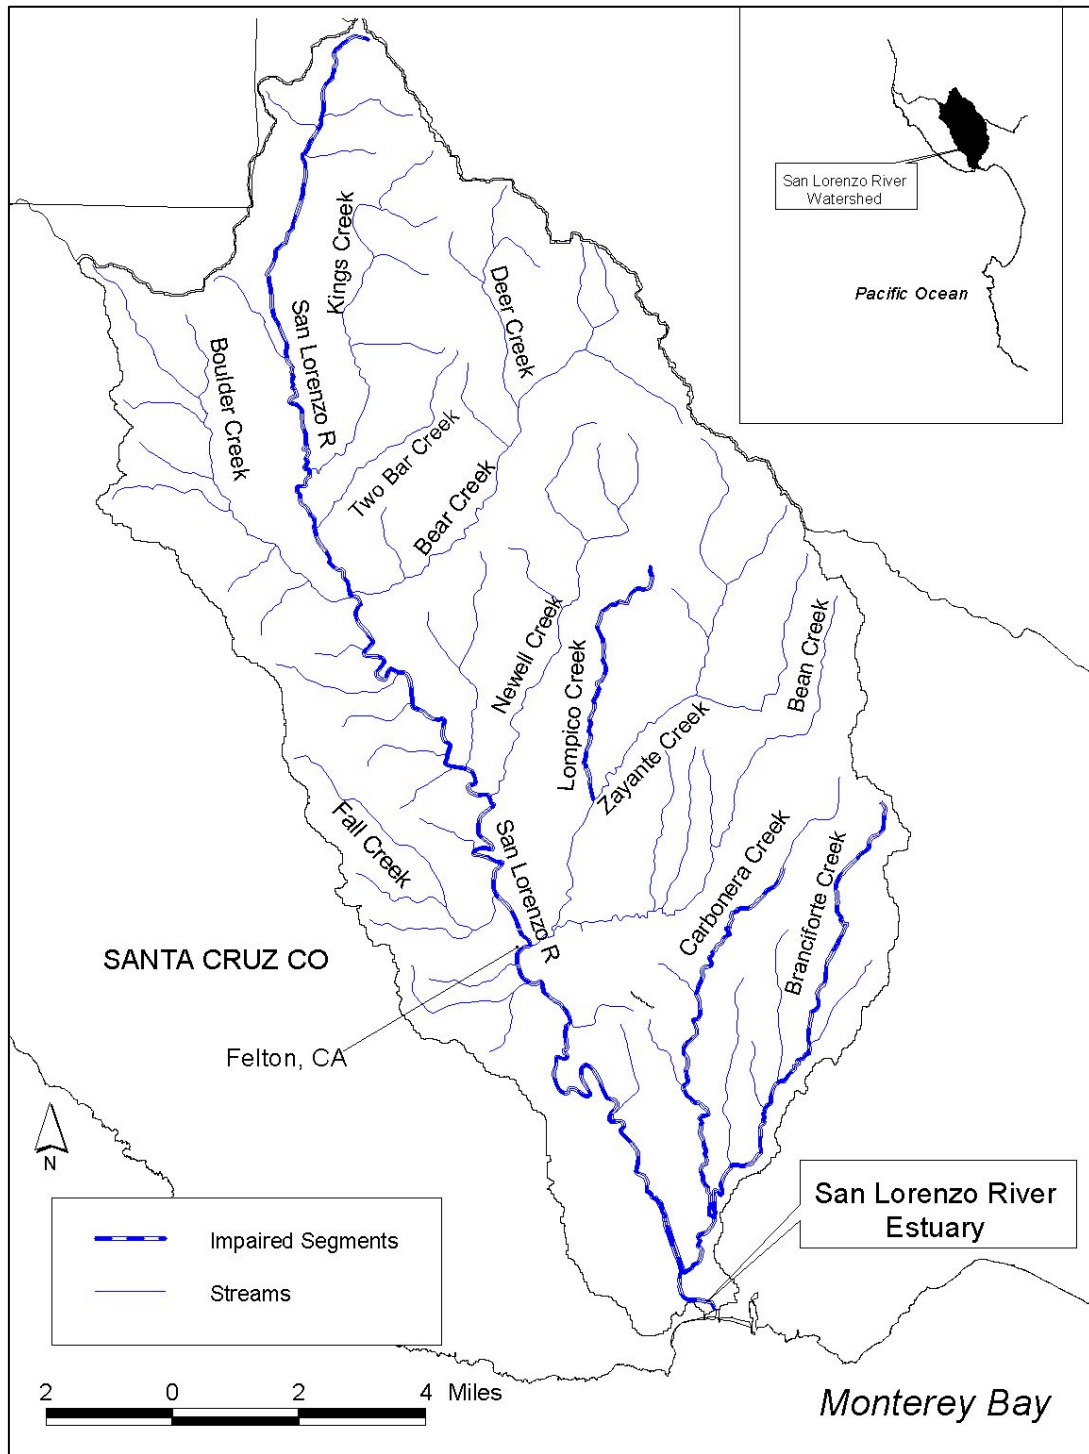 San Lorenzo River
Watershed
Pacific Ocean
Kings Creek
Deer Creek
San Lorenzo R
Boulder Creek
Two Bar Creek
Bear Creek
Newell Creek
Lompico Creek
Bean Creek
Zayante Creek
Fall Creek
San Lorenzo R
Carbonera Creek
Branciforte Creek
SANTA CRUZ CO
Felton, CA
N
San Lorenzo River
Estuary
Impaired Segments
Streams
2 0 2 4 Miles
Monterey Bay